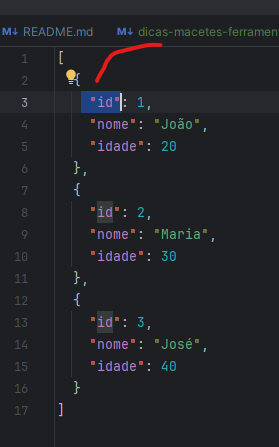 README.md dicas-macetes-ferramen
1 [
2 {
3 "id": 1,
4 "nome": "João",
5 "idade": 20
6 },
7 {
8 "id": 2,
9 "nome": "Maria",
10 "idade": 30
11 },
12 {
13 "id": 3,
14 "nome": "José",
15 "idade": 40
16 }
17 ]